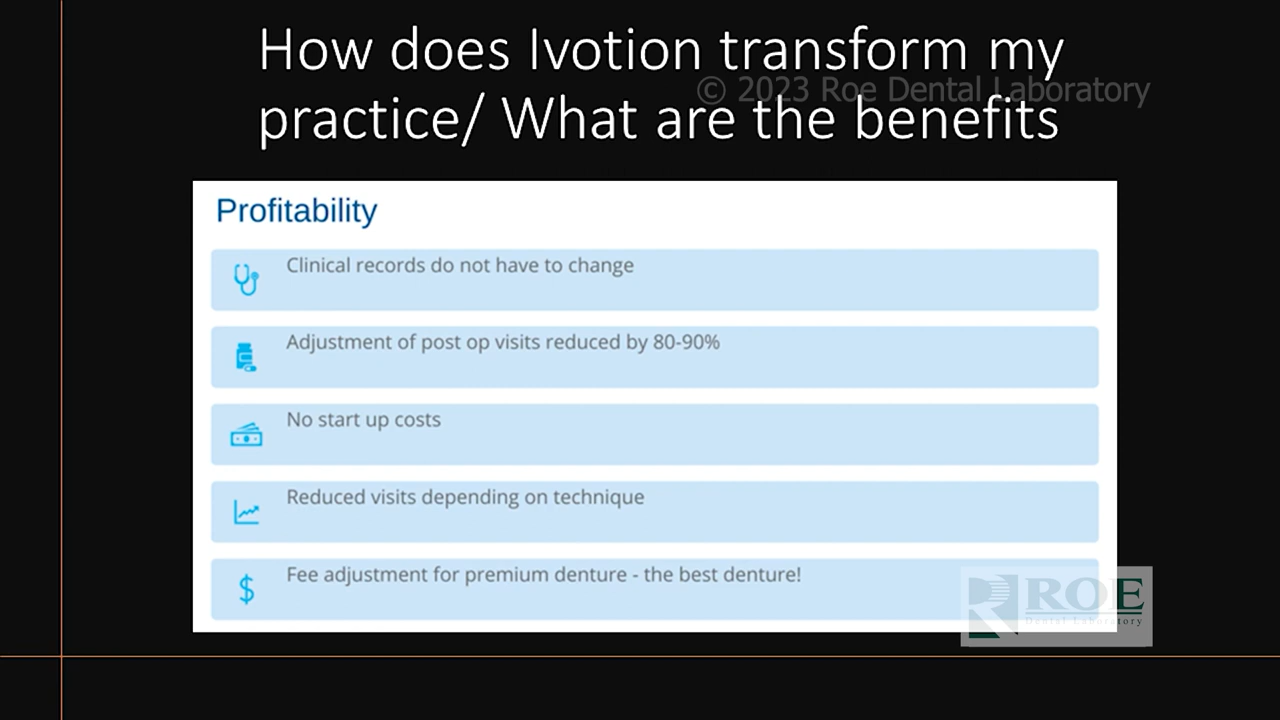 How does Ivotion transform my
© 2023 Roe Dental Laboratory
practice/ What are the benefits
Profitability
Clinical records do not have to change
Adjustment of post op visits reduced by 80-90%
No start up costs
Reduced visits depending on technique
Fee adjustment for premium denture - the best denture!
ROE
Dental Laboratory